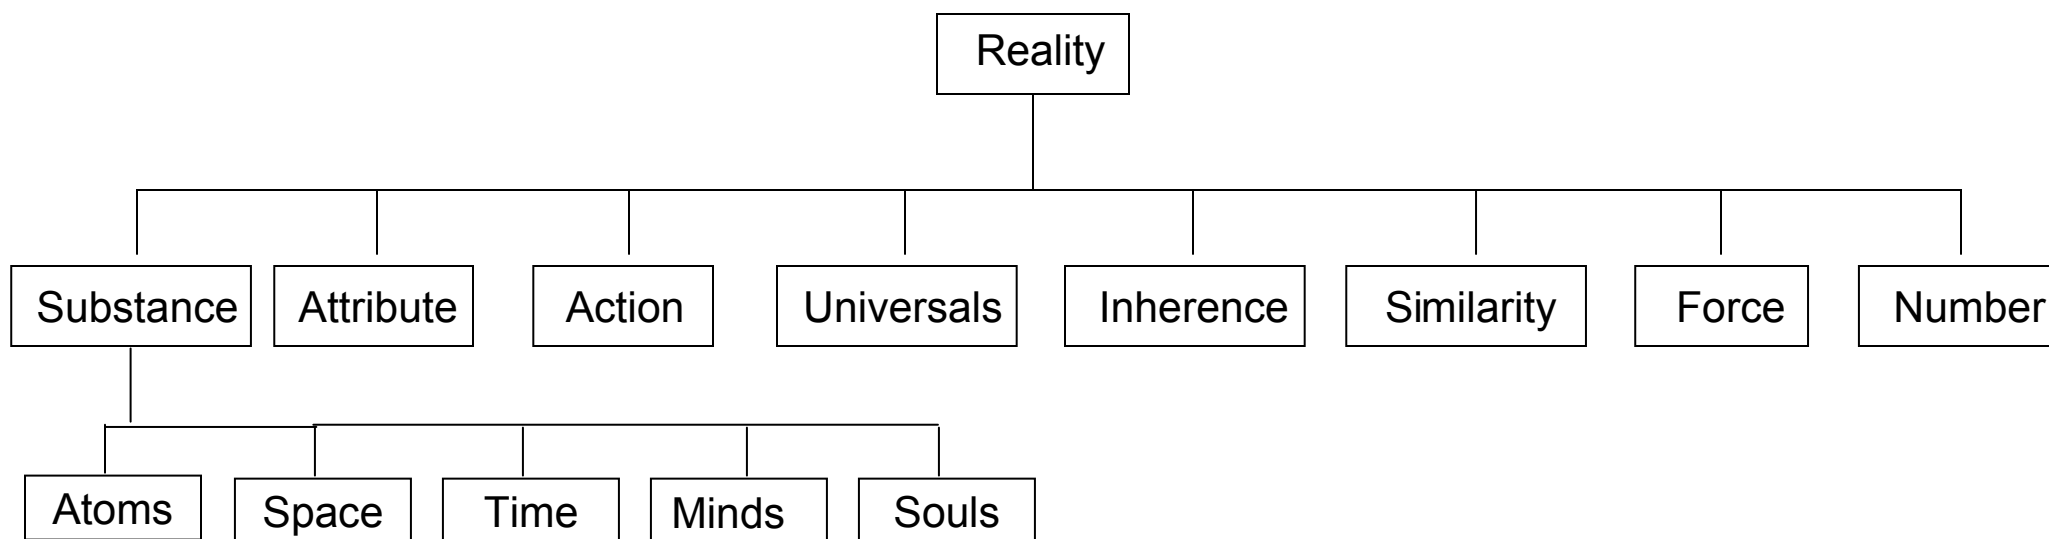 Reality
Substance Attribute Action Universals Inherence Similarity Force Number
Atoms Space Time Minds Souls